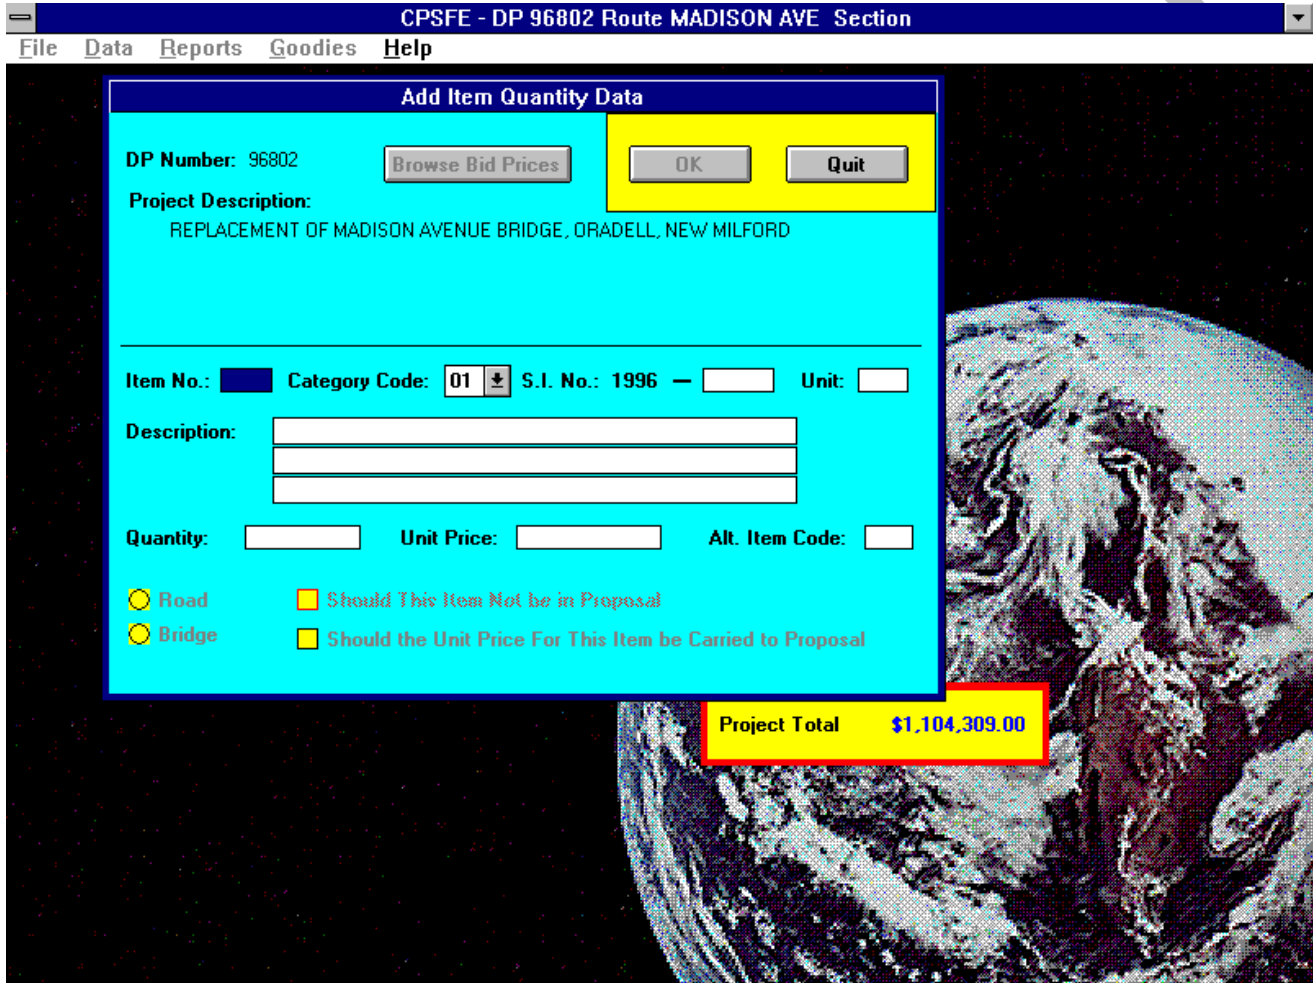 CPSFE - DP 96802 Route MADISON AVE  Section
File Data Reports Goodies Help
Add Item Quantity Data
DP Number: 96802 Browse Bid Prices OK Quit
Project Description:
REPLACEMENT OF MADISON AVENUE BRIDGE, ORADELL, NEW MILFORD
Item No.: Category Code: 01 S.I. No.: 1996 – Unit:
Description:
Quantity: Unit Price: Alt. Item Code:
Road Should This Item Not be in Proposal
Bridge Should the Unit Price For This Item be Carried to Proposal
Project Total $1,104,309.00